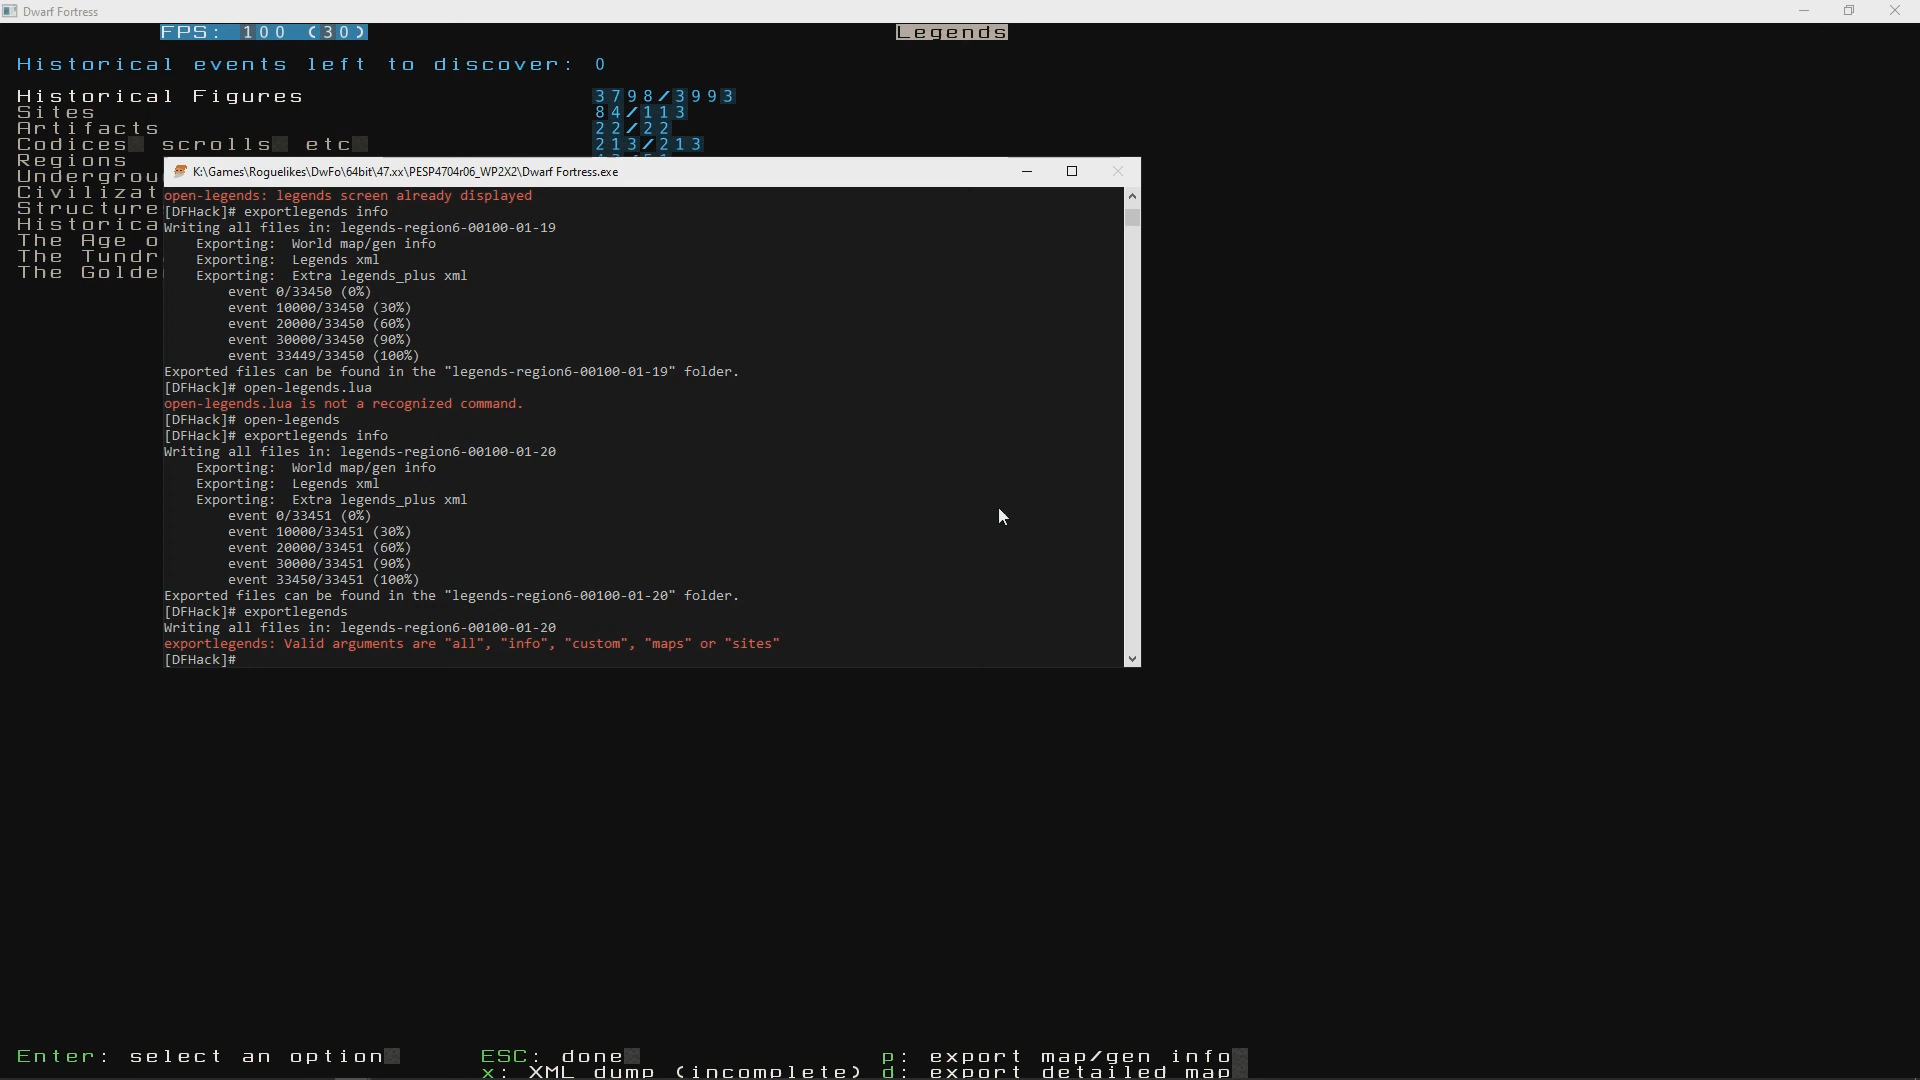 Dwarf Fortress
FPS: 100 (30)
Legends
Historical events left to discover: 0
Historical Figures 3798/3993
Sites 84/113
Artifacts 22/22
Codices scrolls etc 213/213
Regions
Undergrou
Civilizat
Structure
Historica
The Age o
The Tundr
The Golde
K:\Games\Roguelikes\DwFo\64bit\47.xx\PESP4704r06_WP2X2\Dwarf Fortress.exe
open-legends: legends screen already displayed
[DFHack]# exportlegends info
Writing all files in: legends-region6-00100-01-19
Exporting: World map/gen info
Exporting: Legends xml
Exporting: Extra legends_plus xml
event 0/33450 (0%)
event 10000/33450 (30%)
event 20000/33450 (60%)
event 30000/33450 (90%)
event 33449/33450 (100%)
Exported files can be found in the "legends-region6-00100-01-19" folder.
[DFHack]# open-legends.lua
open-legends.lua is not a recognized command.
[DFHack]# open-legends
[DFHack]# exportlegends info
Writing all files in: legends-region6-00100-01-20
Exporting: World map/gen info
Exporting: Legends xml
Exporting: Extra legends_plus xml
event 0/33451 (0%)
event 10000/33451 (30%)
event 20000/33451 (60%)
event 30000/33451 (90%)
event 33450/33451 (100%)
Exported files can be found in the "legends-region6-00100-01-20" folder.
[DFHack]# exportlegends
Writing all files in: legends-region6-00100-01-20
exportlegends: Valid arguments are "all", "info", "custom", "maps" or "sites"
[DFHack]#
Enter: select an option ESC: done p: export map/gen info
x: XML dump (incomplete) d: export detailed map